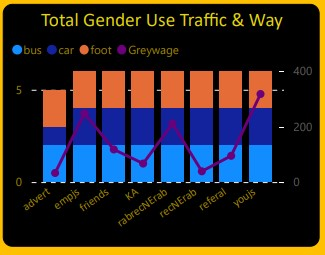 Total Gender Use Traffic & Way
bus car foot Greywage
5
0
400
200
0
advert
empjs
friends
KA
rabrecNErab
recNErab
referal
youjs